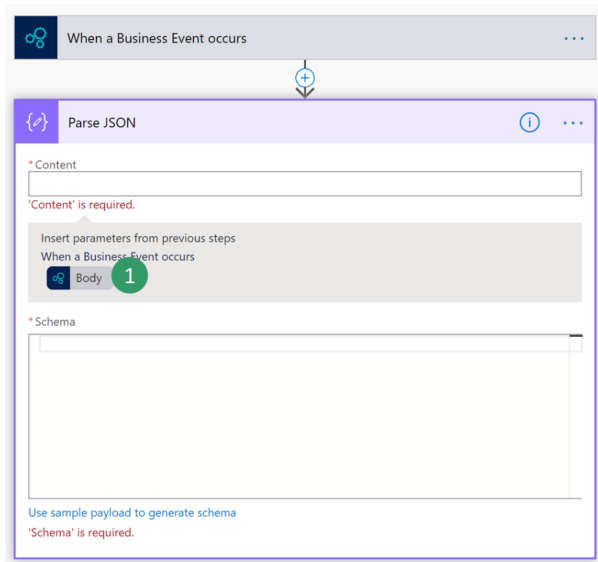 When a Business Event occurs
Parse JSON
* Content
'Content' is required.
Insert parameters from previous steps
When a Business Event occurs
Body
1
* Schema
Use sample payload to generate schema
'Schema' is required.